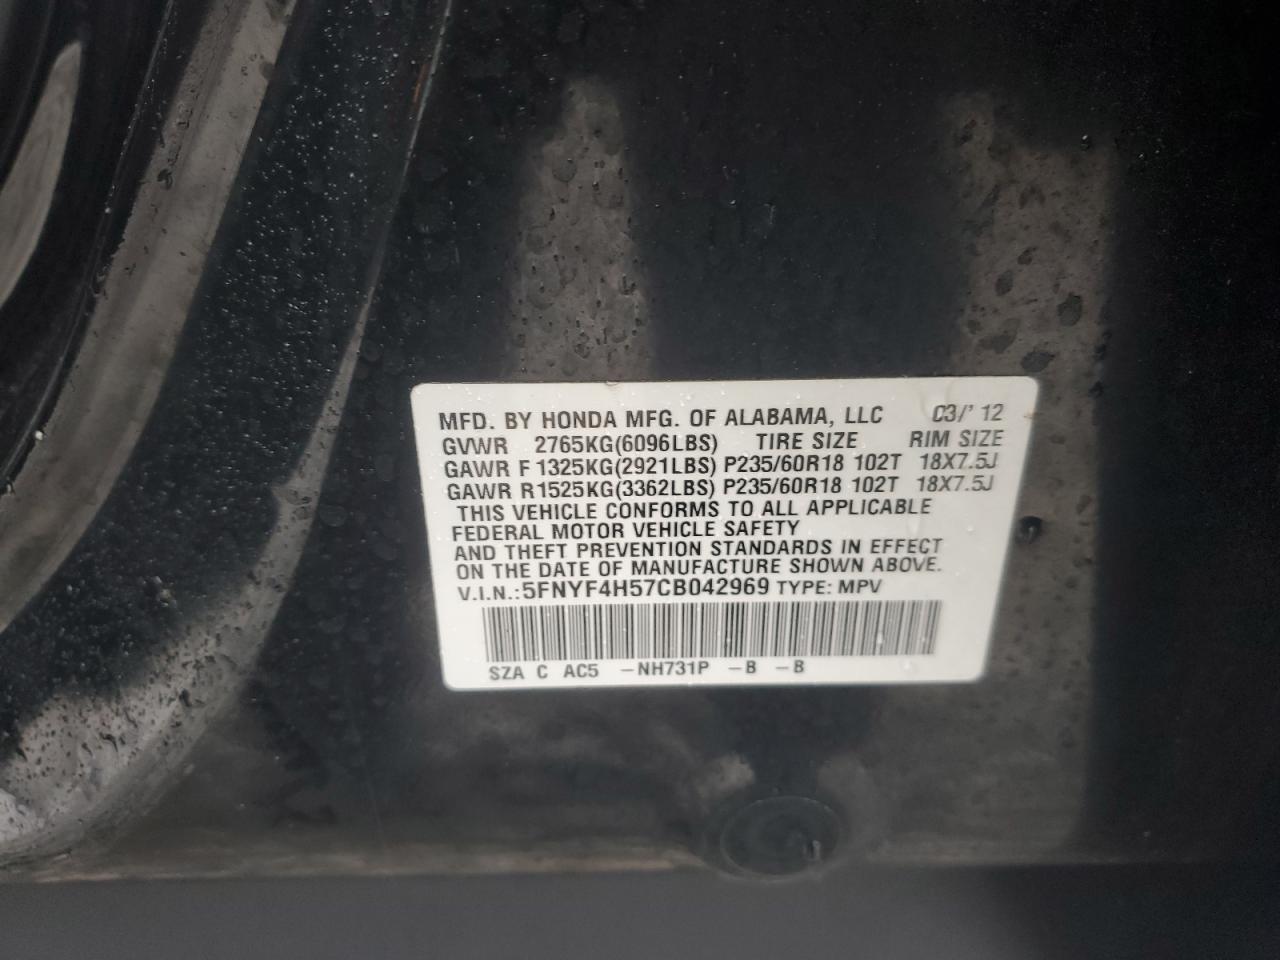 MFD. BY HONDA MFG. OF ALABAMA, LLC 03/'12
GVWR 2765KG(6096LBS) TIRE SIZE RIM SIZE
GAWR F 1325KG(2921LBS) P235/60R18 102T 18X7.5J
GAWR R1525KG(3362LBS) P235/60R18 102T 18X7.5J
THIS VEHICLE CONFORMS TO ALL APPLICABLE
FEDERAL MOTOR VEHICLE SAFETY
AND THEFT PREVENTION STANDARDS IN EFFECT
ON THE DATE OF MANUFACTURE SHOWN ABOVE.
V.I.N.:5FNYF4H57CB042969 TYPE: MPV
SZA C AC5 -NH731P -B -B